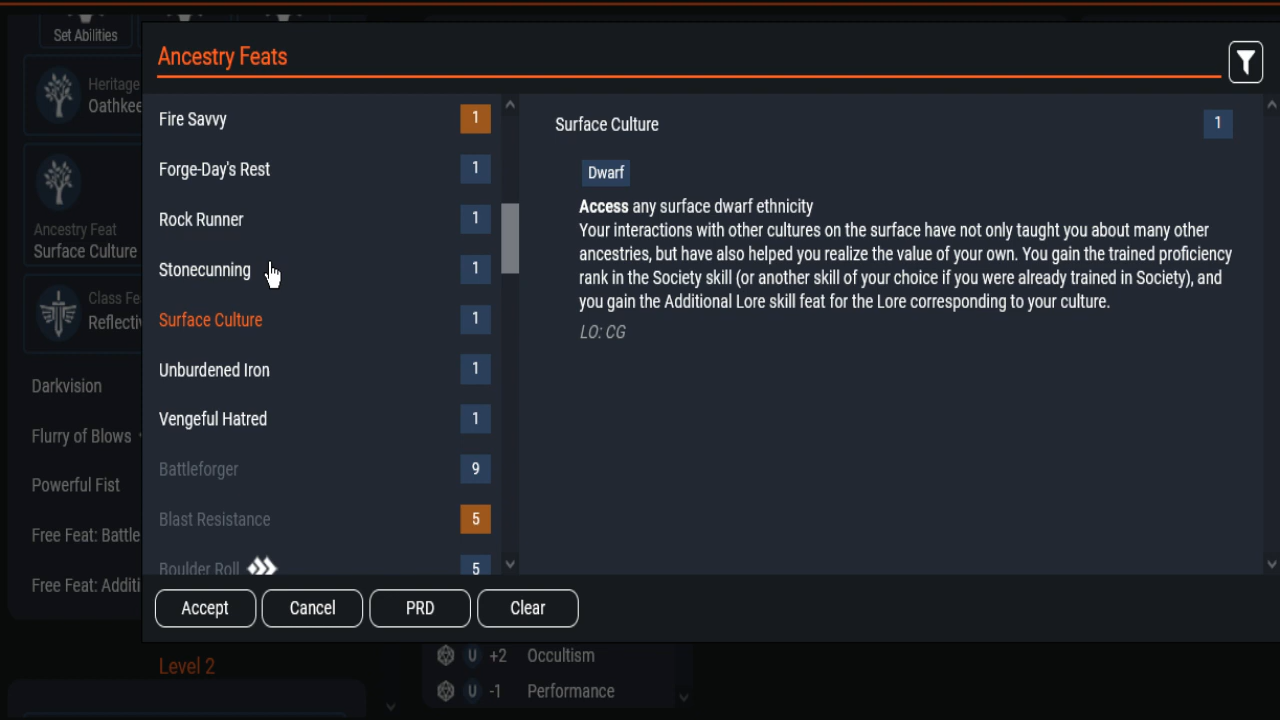 Set Abilities
Ancestry Feats
Heritage
Oathkee
Ancestry Feat
Surface Culture
Class Fe
Reflecti
Darkvision
Flurry of Blows
Powerful Fist
Free Feat: Battle
Free Feat: Additi
Level 2
Fire Savvy 1
Forge-Day's Rest 1
Rock Runner 1
Stonecunning 1
Surface Culture 1
Unburdened Iron 1
Vengeful Hatred 1
Battleforger 9
Blast Resistance 5
Boulder Roll 5
Surface Culture 1
Dwarf
Access any surface dwarf ethnicity
Your interactions with other cultures on the surface have not only taught you about many other
ancestries, but have also helped you realize the value of your own. You gain the trained proficiency
rank in the Society skill (or another skill of your choice if you were already trained in Society), and
you gain the Additional Lore skill feat for the Lore corresponding to your culture.
LO: CG
Accept Cancel PRD Clear
U +2 Occultism
U -1 Performance